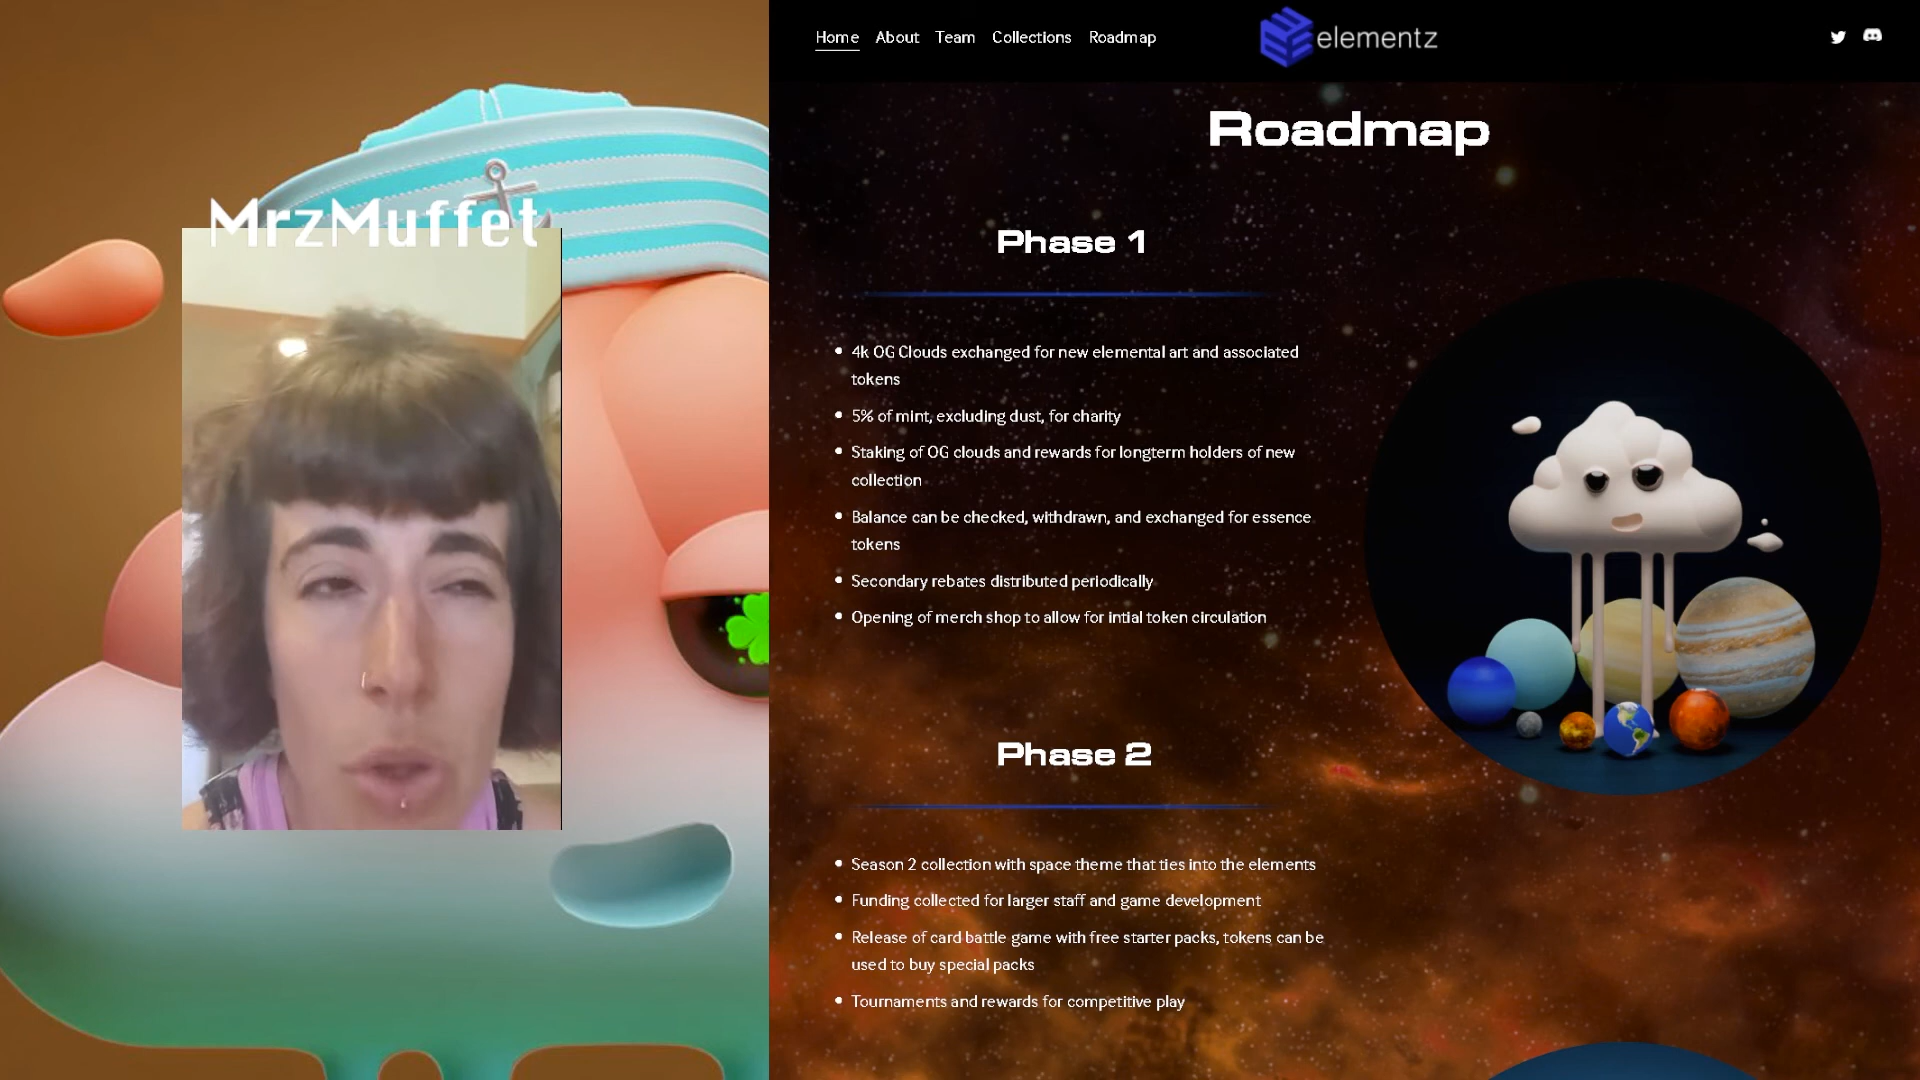 Home About Team Collections Roadmap
elementz
MrzMuffet
Roadmap
Phase 1
4k OG Clouds exchanged for new elemental art and associated
tokens
5% of mint, excluding dust, for charity
Staking of OG clouds and rewards for longterm holders of new
collection
Balance can be checked, withdrawn, and exchanged for essence
tokens
Secondary rebates distributed periodically
Opening of merch shop to allow for intial token circulation
Phase 2
Season 2 collection with space theme that ties into the elements
Funding collected for larger staff and game development
Release of card battle game with free starter packs, tokens can be
used to buy special packs
Tournaments and rewards for competitive play